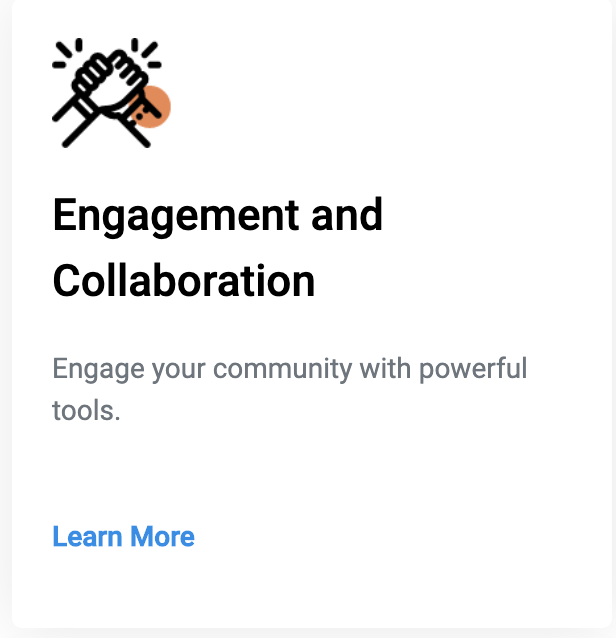 Engagement and
Collaboration
Engage your community with powerful
tools.
Learn More